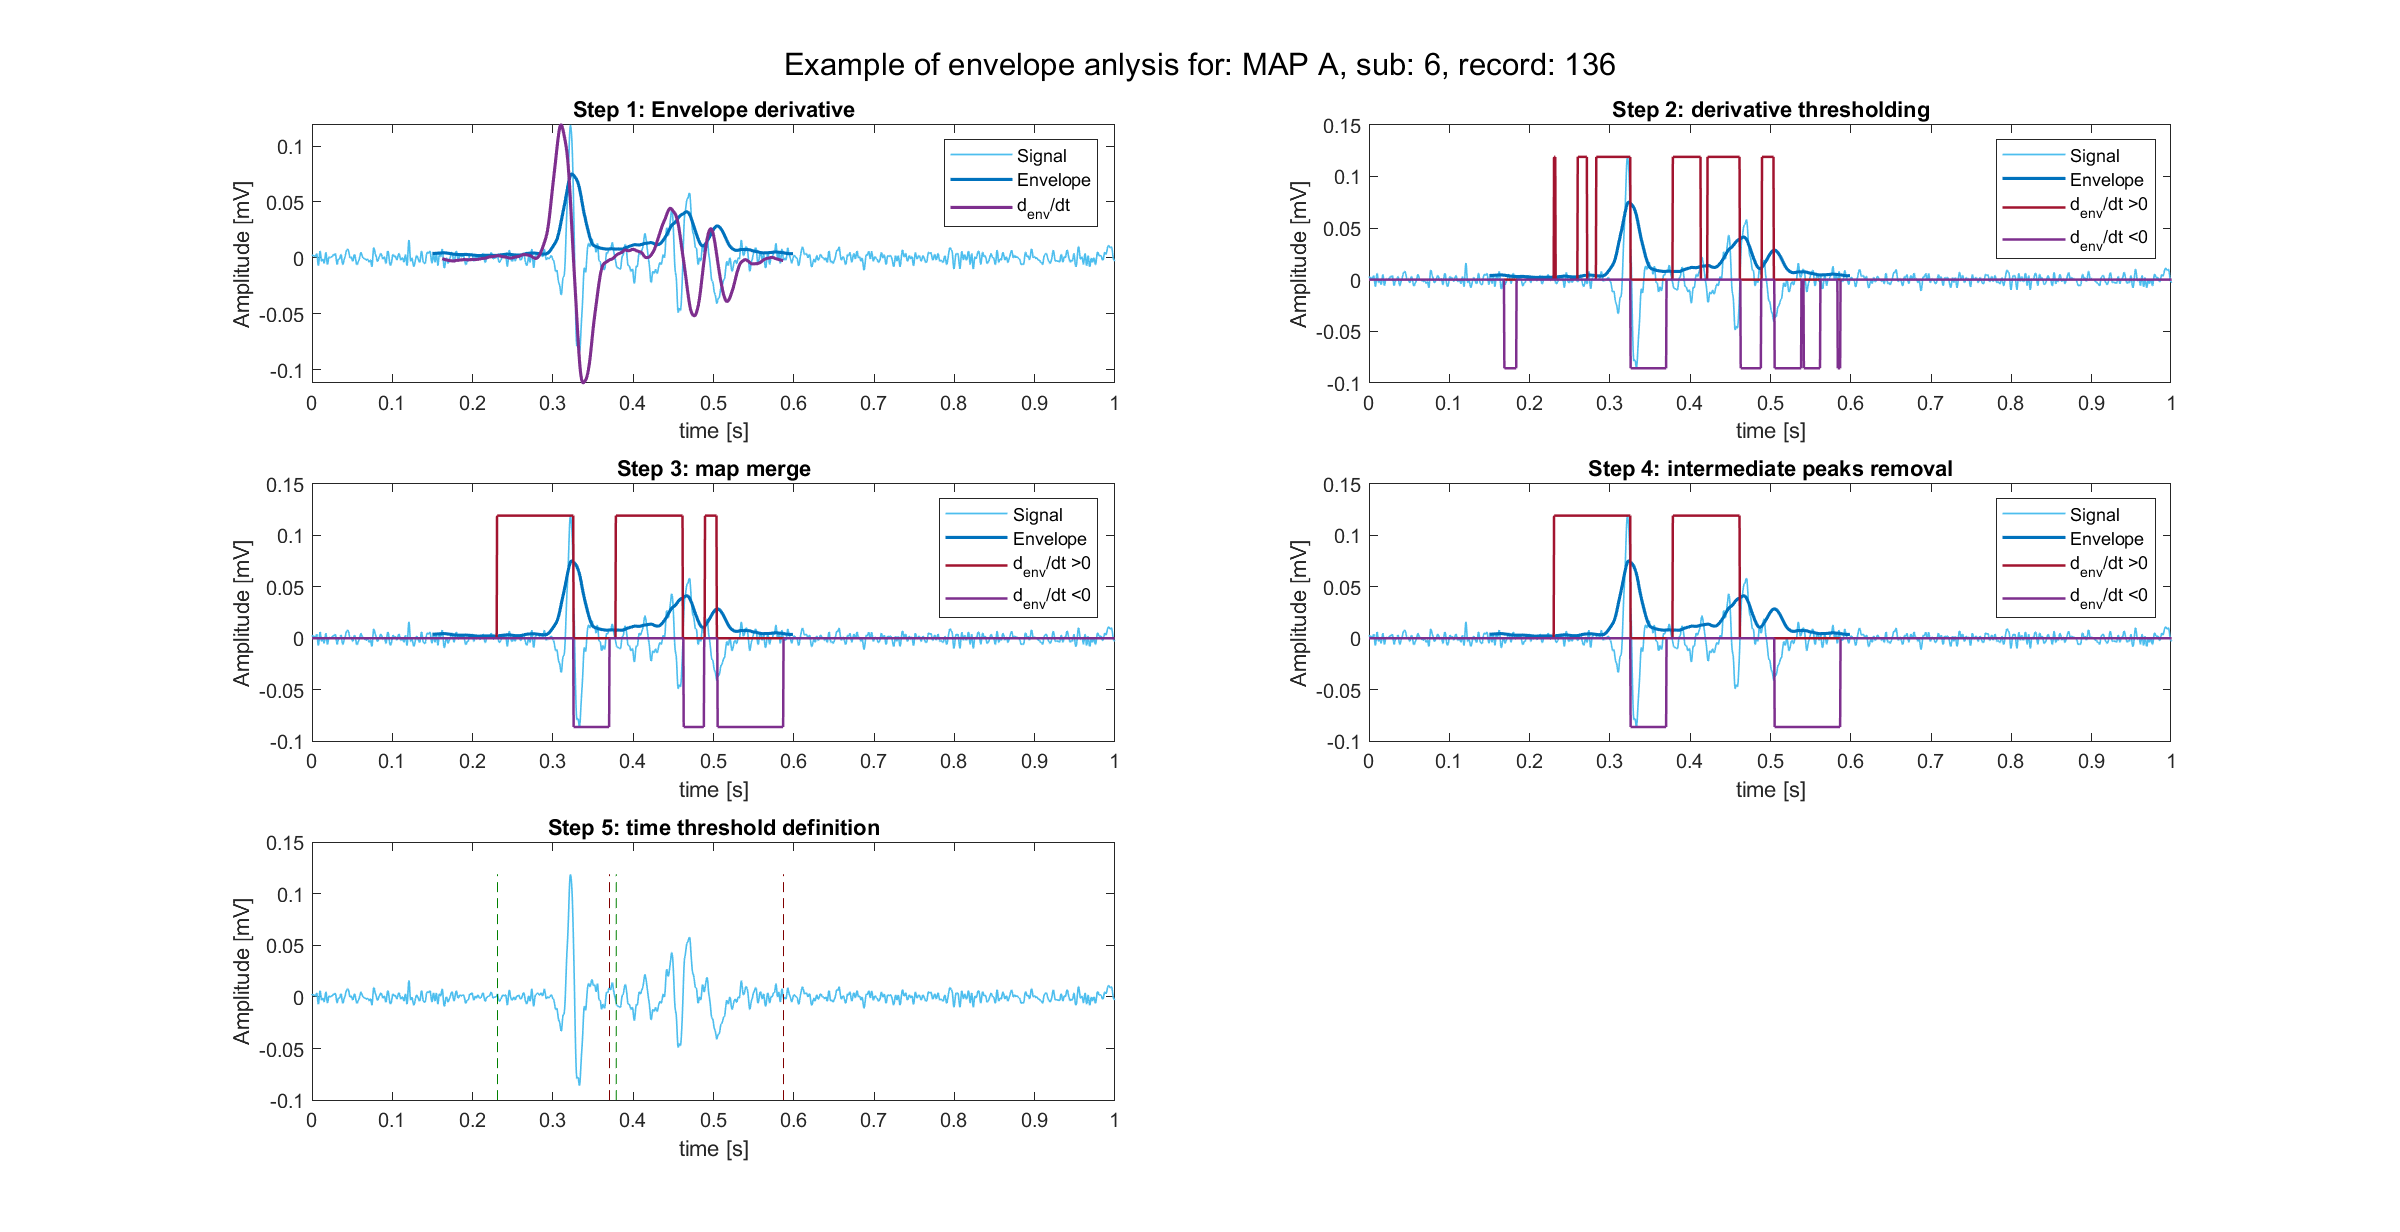 Example of envelope anlysis for: MAP A, sub: 6, record: 136
Step 1: Envelope derivative
0.1
0.05
0
-0.05
-0.1
Amplitude [mV]
Signal
Envelope
d_env/dt
0 0.1 0.2 0.3 0.4 0.5 0.6 0.7 0.8 0.9 1
time [s]
Step 2: derivative thresholding
0.15
0.1
0.05
0
-0.05
-0.1
Amplitude [mV]
Signal
Envelope
d_env/dt >0
d_env/dt <0
0 0.1 0.2 0.3 0.4 0.5 0.6 0.7 0.8 0.9 1
time [s]
Step 3: map merge
0.15
0.1
0.05
0
-0.05
-0.1
Amplitude [mV]
Signal
Envelope
d_env/dt >0
d_env/dt <0
0 0.1 0.2 0.3 0.4 0.5 0.6 0.7 0.8 0.9 1
time [s]
Step 4: intermediate peaks removal
0.15
0.1
0.05
0
-0.05
-0.1
Amplitude [mV]
Signal
Envelope
d_env/dt >0
d_env/dt <0
0 0.1 0.2 0.3 0.4 0.5 0.6 0.7 0.8 0.9 1
time [s]
Step 5: time threshold definition
0.15
0.1
0.05
0
-0.05
-0.1
Amplitude [mV]
0 0.1 0.2 0.3 0.4 0.5 0.6 0.7 0.8 0.9 1
time [s]